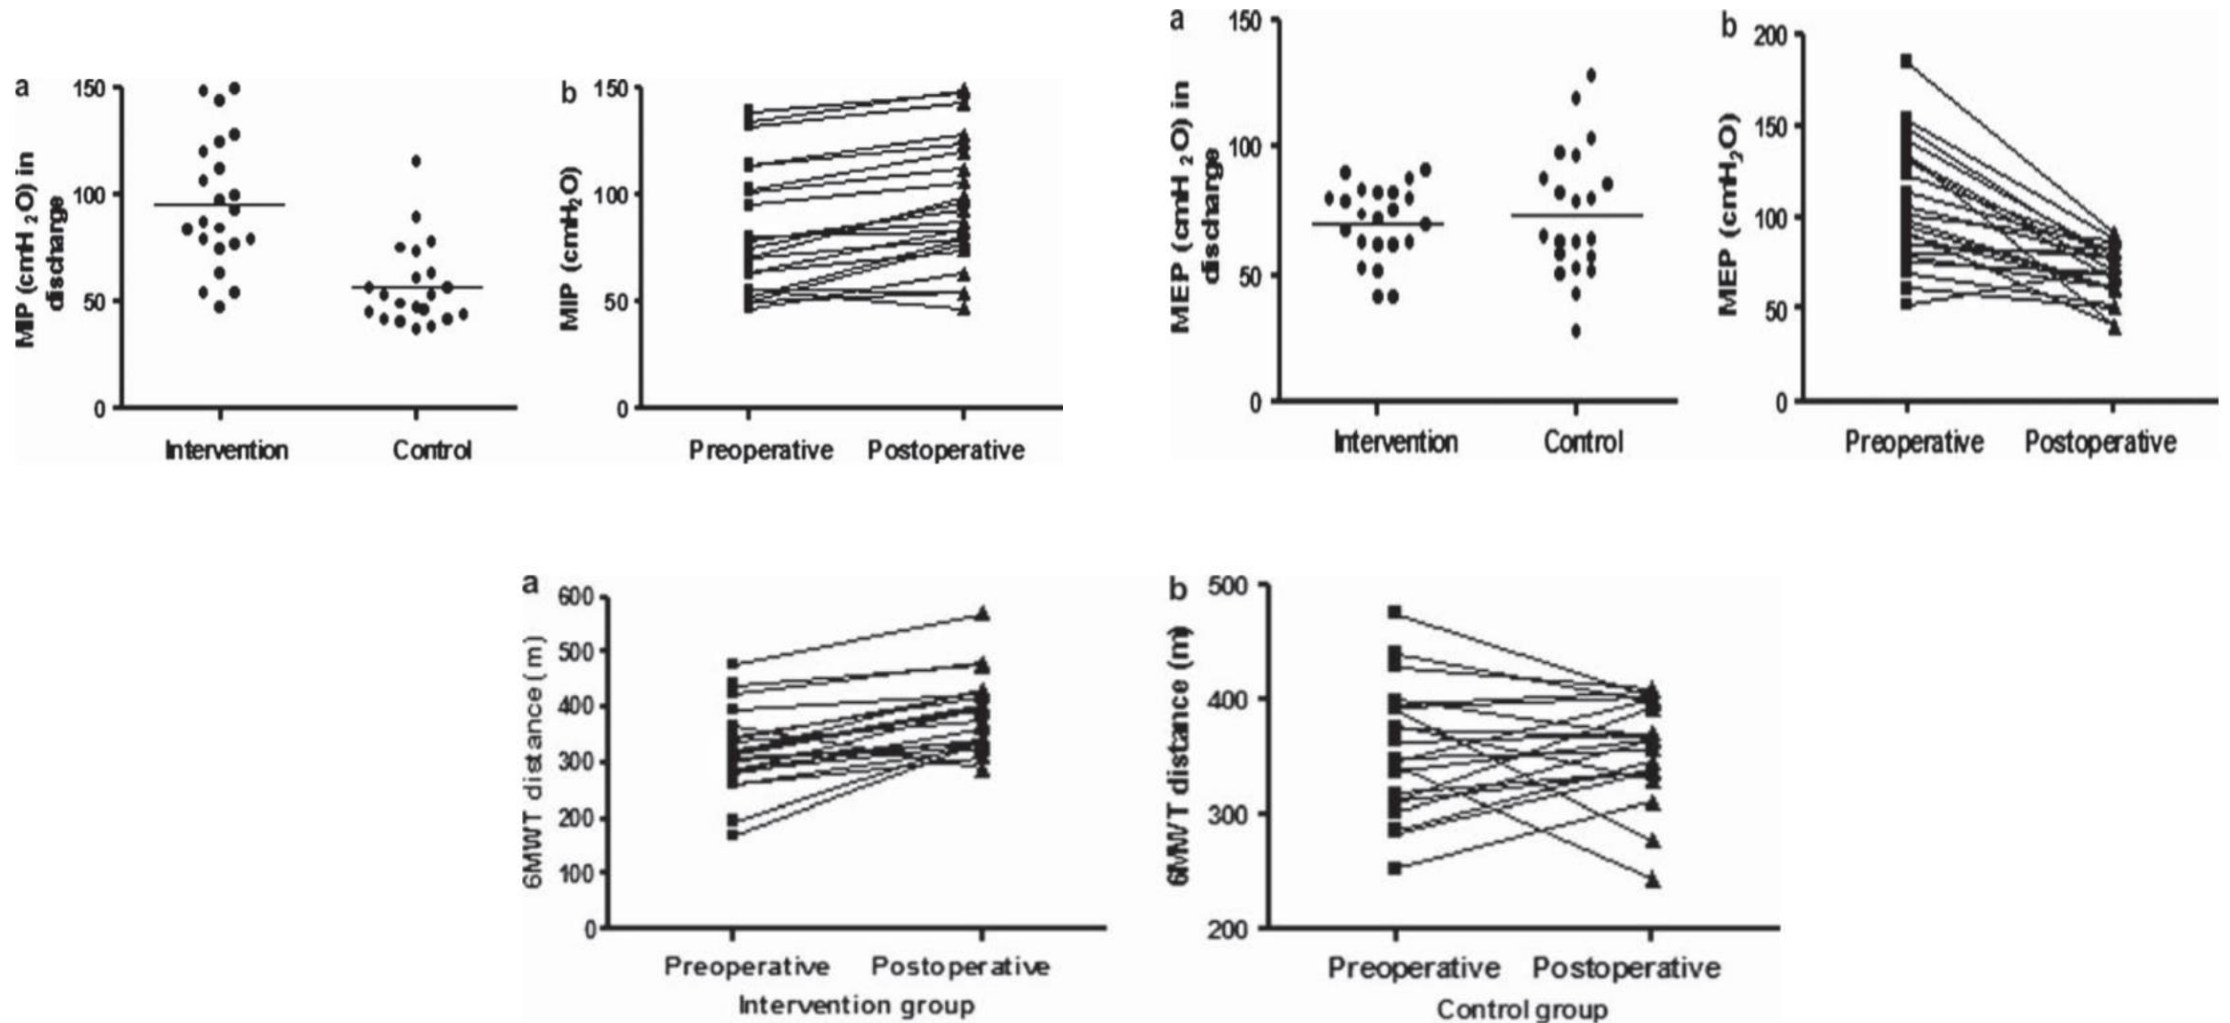 a
MIP (cmH2O) in
discharge
150
100
50
0
Intervention Control
b
MIP (cmH2O)
150
100
50
0
Preoperative Postoperative
a
MEP (cmH2O) in
discharge
150
100
50
0
Intervention Control
b
MEP (cmH2O)
200
150
100
50
0
Preoperative Postoperative
a
6MWT distance (m)
600
500
400
300
200
100
0
Preoperative Postoperative
Intervention group
b
6MWT distance (m)
500
400
300
200
Preoperative Postoperative
Control group